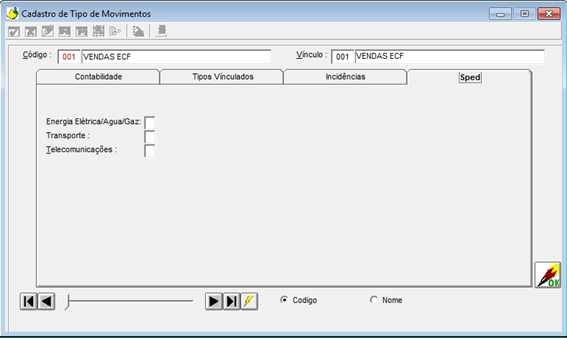 Cadastro de Tipo de Movimentos
Código : 001 VENDAS ECF Vínculo : 001 VENDAS ECF
Contabilidade Tipos Vínculados Incidências Sped
Energia Elétrica/Agua/Gaz:
Transporte :
Telecomunicações :
OK
Codigo Nome